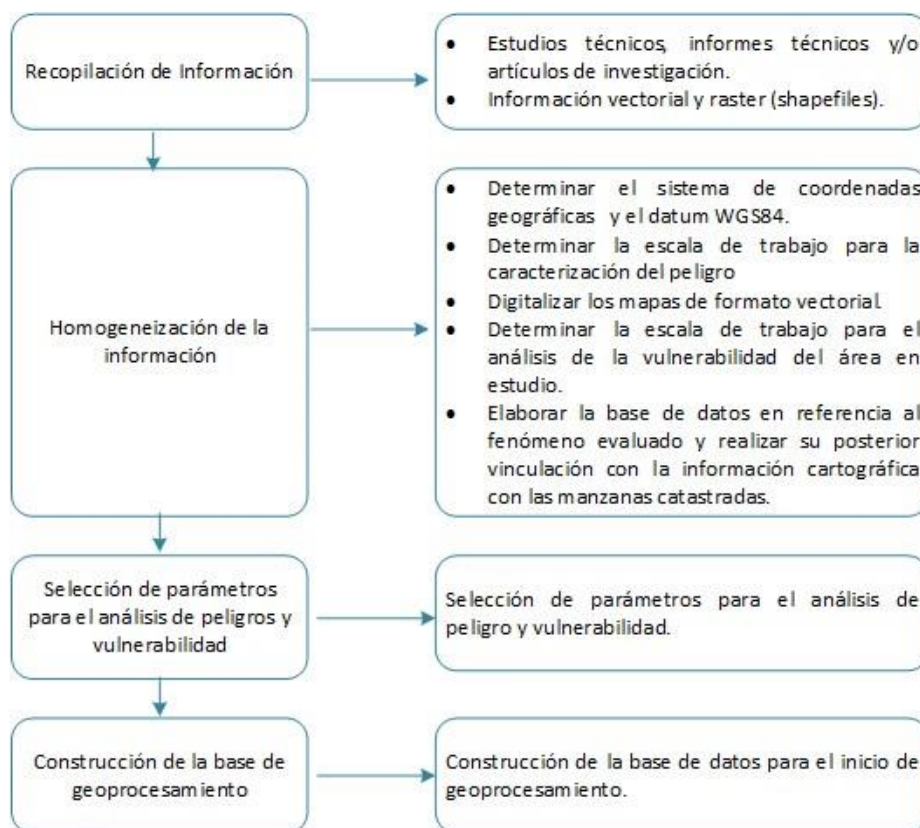 Recopilación de Información
• Estudios técnicos, informes técnicos y/o
artículos de investigación.
• Información vectorial y raster (shapefiles).
Homogeneización de la
información
• Determinar el sistema de coordenadas
geográficas y el datum WGS84.
• Determinar la escala de trabajo para la
caracterización del peligro
• Digitalizar los mapas de formato vectorial.
• Determinar la escala de trabajo para el
análisis de la vulnerabilidad del área en
estudio.
• Elaborar la base de datos en referencia al
fenómeno evaluado y realizar su posterior
vinculación con la información cartográfica
con las manzanas catastradas.
Selección de parámetros
para el análisis de peligros y
vulnerabilidad
Selección de parámetros para el análisis de
peligro y vulnerabilidad.
Construcción de la base de
geoprocesamiento
Construcción de la base de datos para el inicio de
geoprocesamiento.